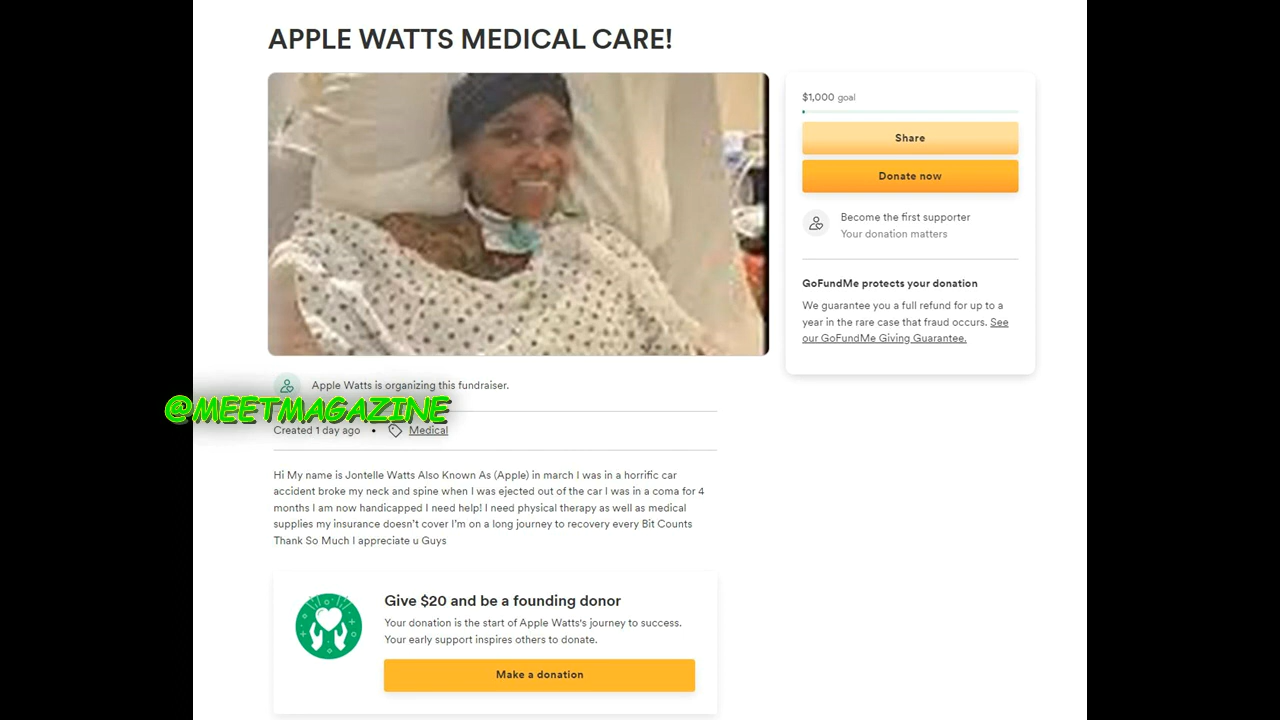 APPLE WATTS MEDICAL CARE!
$1,000 goal
Share
Donate now
Become the first supporter
Your donation matters
GoFundMe protects your donation
We guarantee you a full refund for up to a
year in the rare case that fraud occurs. See
our GoFundMe Giving Guarantee.
Apple Watts is organizing this fundraiser.
@MEETMAGAZINE
Created 1 day ago • Medical
Hi My name is Jontelle Watts Also Known As (Apple) in march I was in a horrific car
accident broke my neck and spine when I was ejected out of the car I was in a coma for 4
months I am now handicapped I need help! I need physical therapy as well as medical
supplies my insurance doesn't cover I'm on a long journey to recovery every Bit Counts
Thank So Much I appreciate u Guys
Give $20 and be a founding donor
Your donation is the start of Apple Watts's journey to success.
Your early support inspires others to donate.
Make a donation